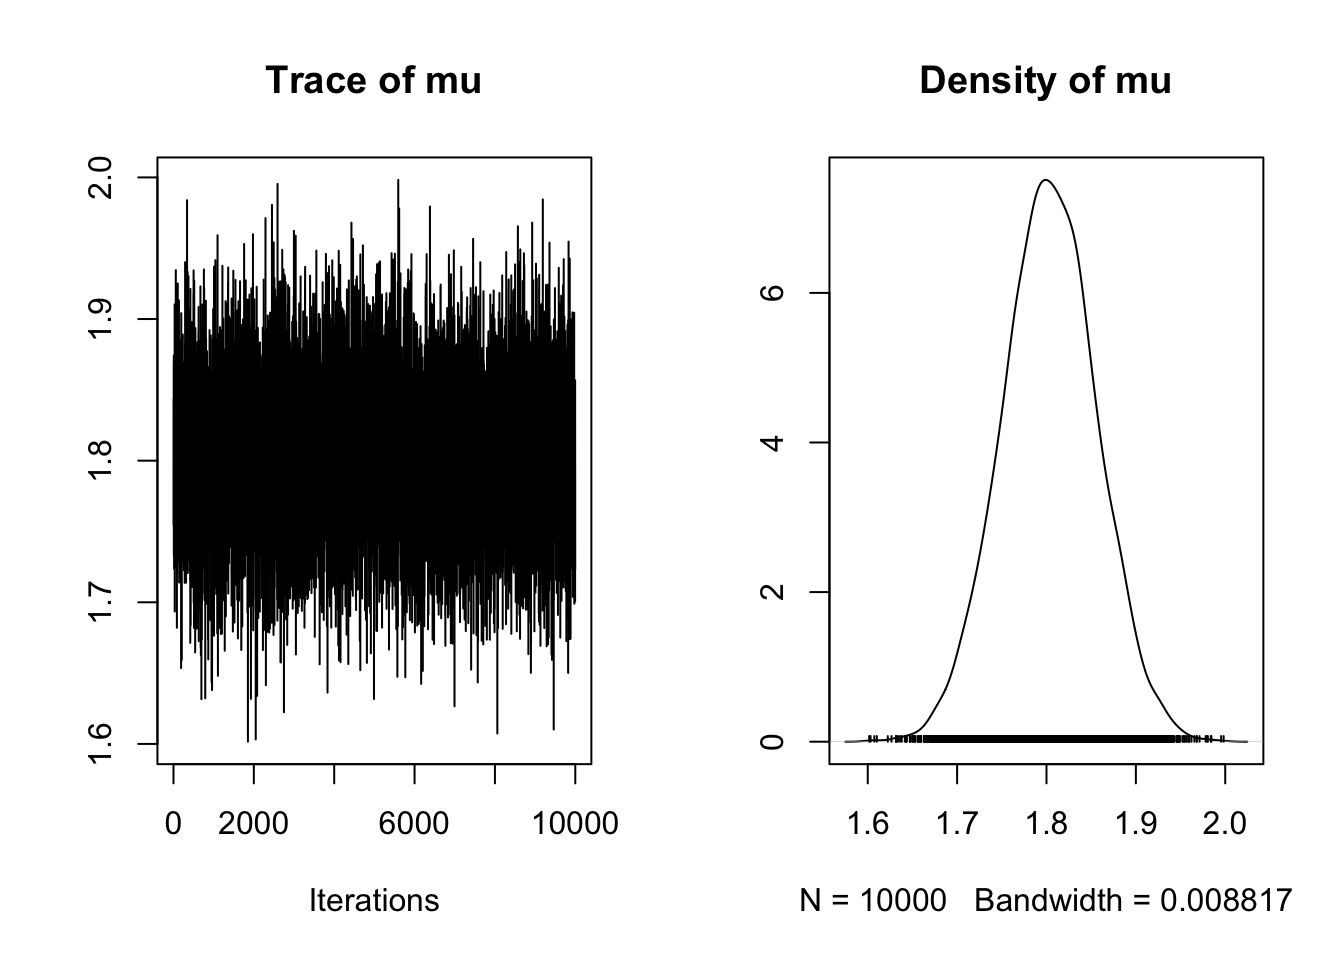 Trace of mu
2.0
1.9
1.8
1.7
1.6
0 2000 6000 10000
Iterations
Density of mu
6
4
2
0
1.6 1.7 1.8 1.9 2.0
N = 10000 Bandwidth = 0.008817